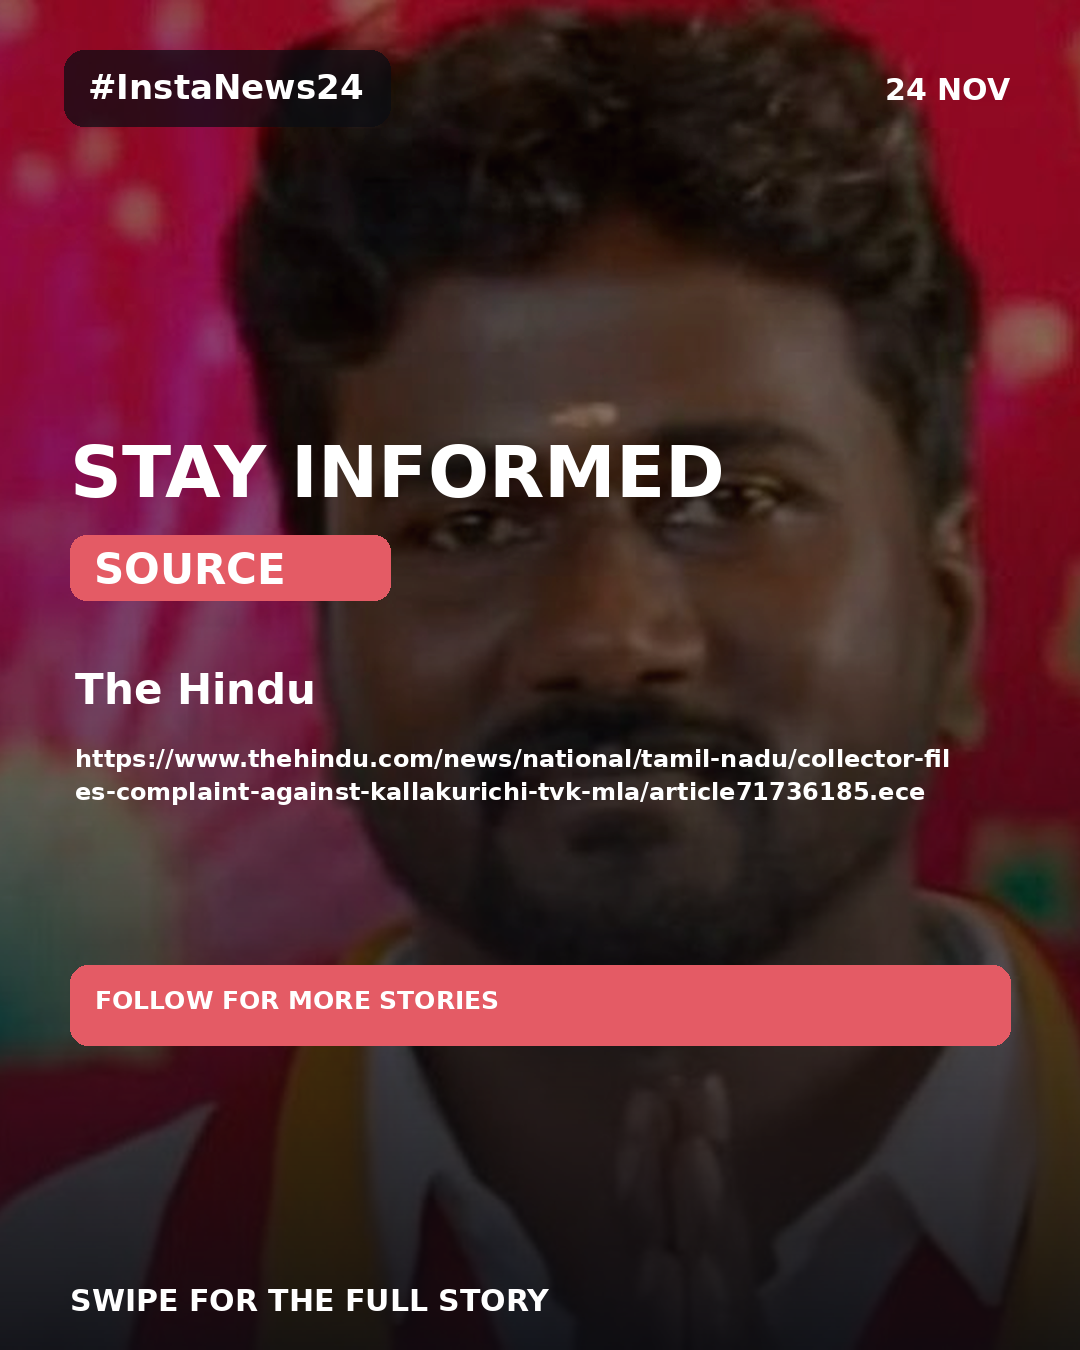 #InstaNews24
24 NOV
STAY INFORMED
SOURCE
The Hindu
https://www.thehindu.com/news/national/tamil-nadu/collector-fil
es-complaint-against-kallakurichi-tvk-mla/article71736185.ece
FOLLOW FOR MORE STORIES
SWIPE FOR THE FULL STORY